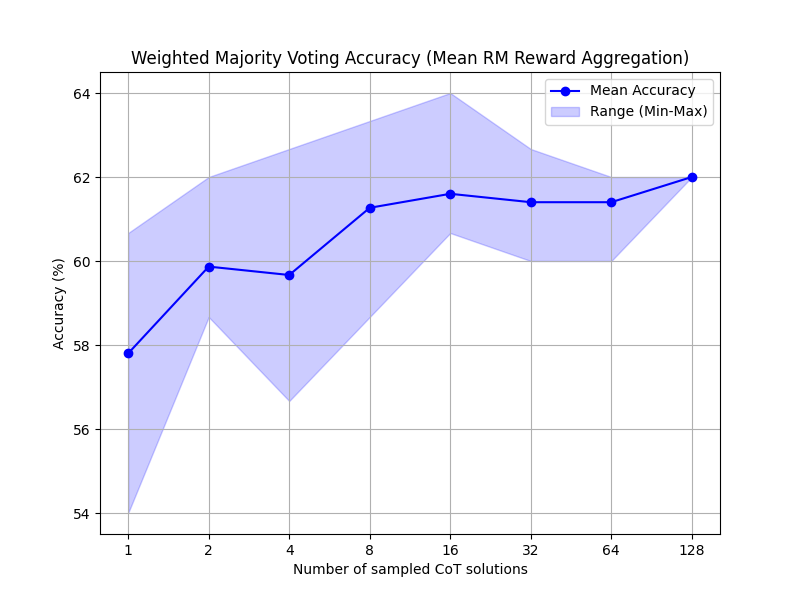 Weighted Majority Voting Accuracy (Mean RM Reward Aggregation)
Mean Accuracy
Range (Min-Max)
Accuracy (%)
64
62
60
58
56
54
1 2 4 8 16 32 64 128
Number of sampled CoT solutions